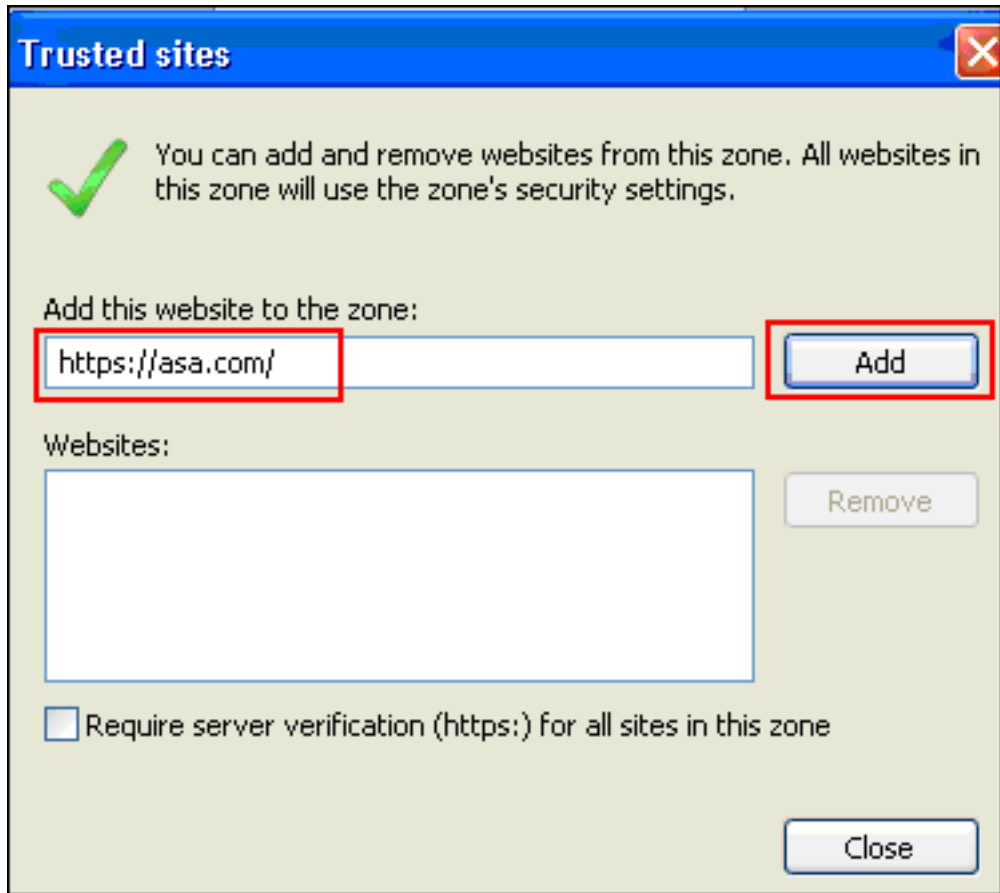 Trusted sites
You can add and remove websites from this zone. All websites in
this zone will use the zone's security settings.
Add this website to the zone:
https://asa.com/
Add
Websites:
Remove
Require server verification (https:) for all sites in this zone
Close